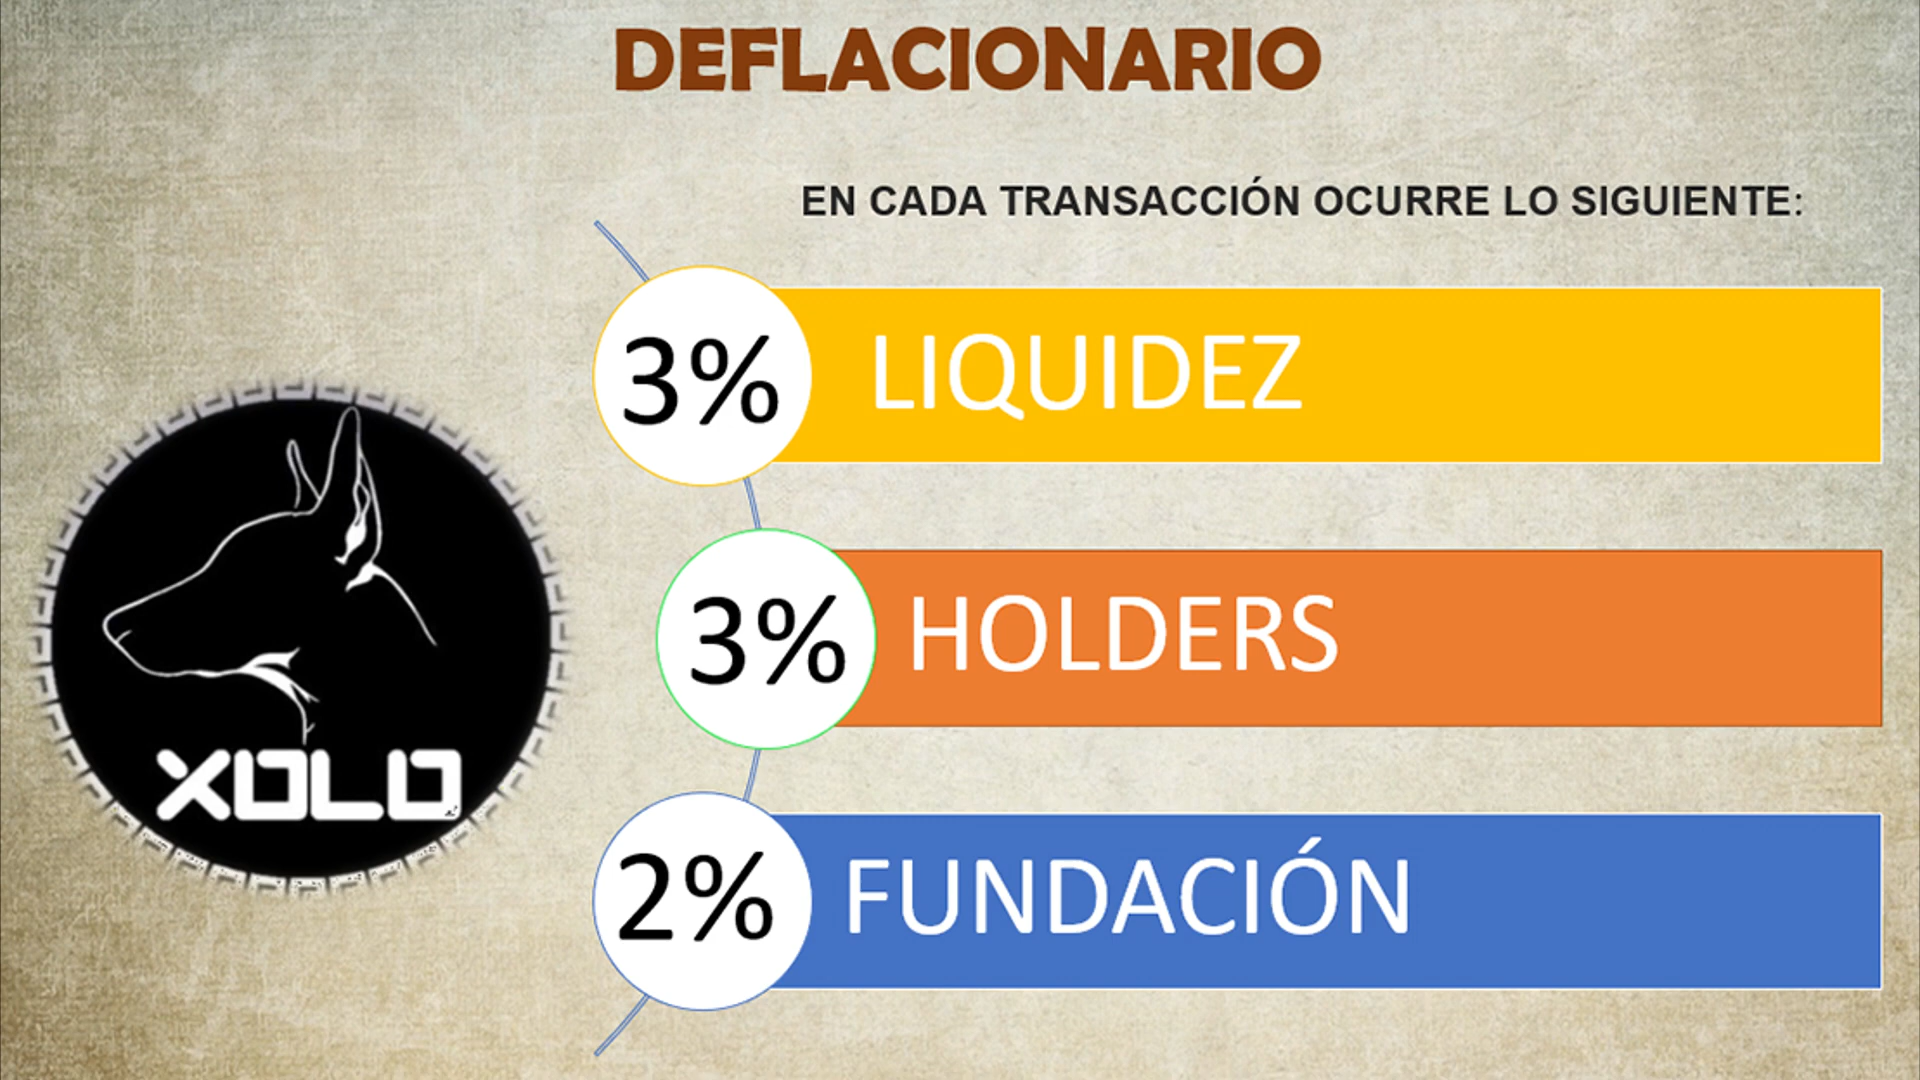 DEFLACIONARIO
EN CADA TRANSACCIÓN OCURRE LO SIGUIENTE:
3% LIQUIDEZ
3% HOLDERS
2% FUNDACIÓN
XOLO